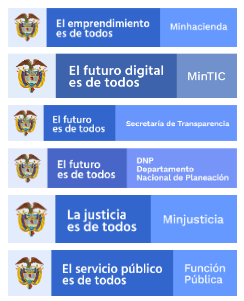 El emprendimiento
es de todos
Minhacienda
El futuro digital
es de todos
MinTIC
El futuro
es de todos
Secretaría de Transparencia
El futuro
es de todos
DNP
Departamento
Nacional de Planeación
La justicia
es de todos
Minjusticia
El servicio público
es de todos
Función
Pública